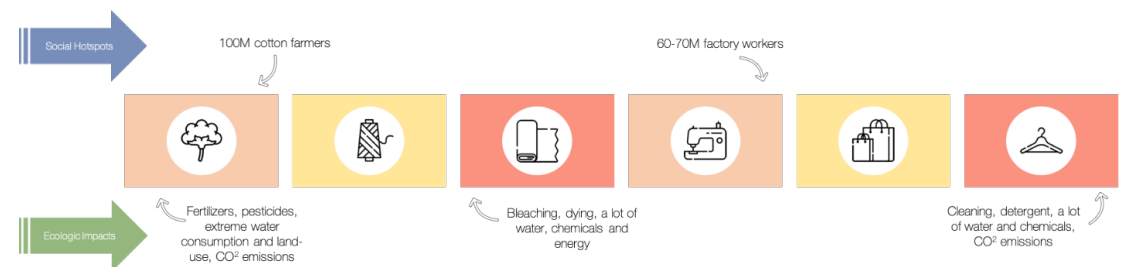 Social Hotspots
100M cotton farmers
60-70M factory workers
Fertilizers, pesticides,
extreme water
consumption and land-
use, CO² emissions
Bleaching, dying, a lot of
water, chemicals and
energy
Cleaning, detergent, a lot
of water and chemicals,
CO² emissions
Ecologic Impacts